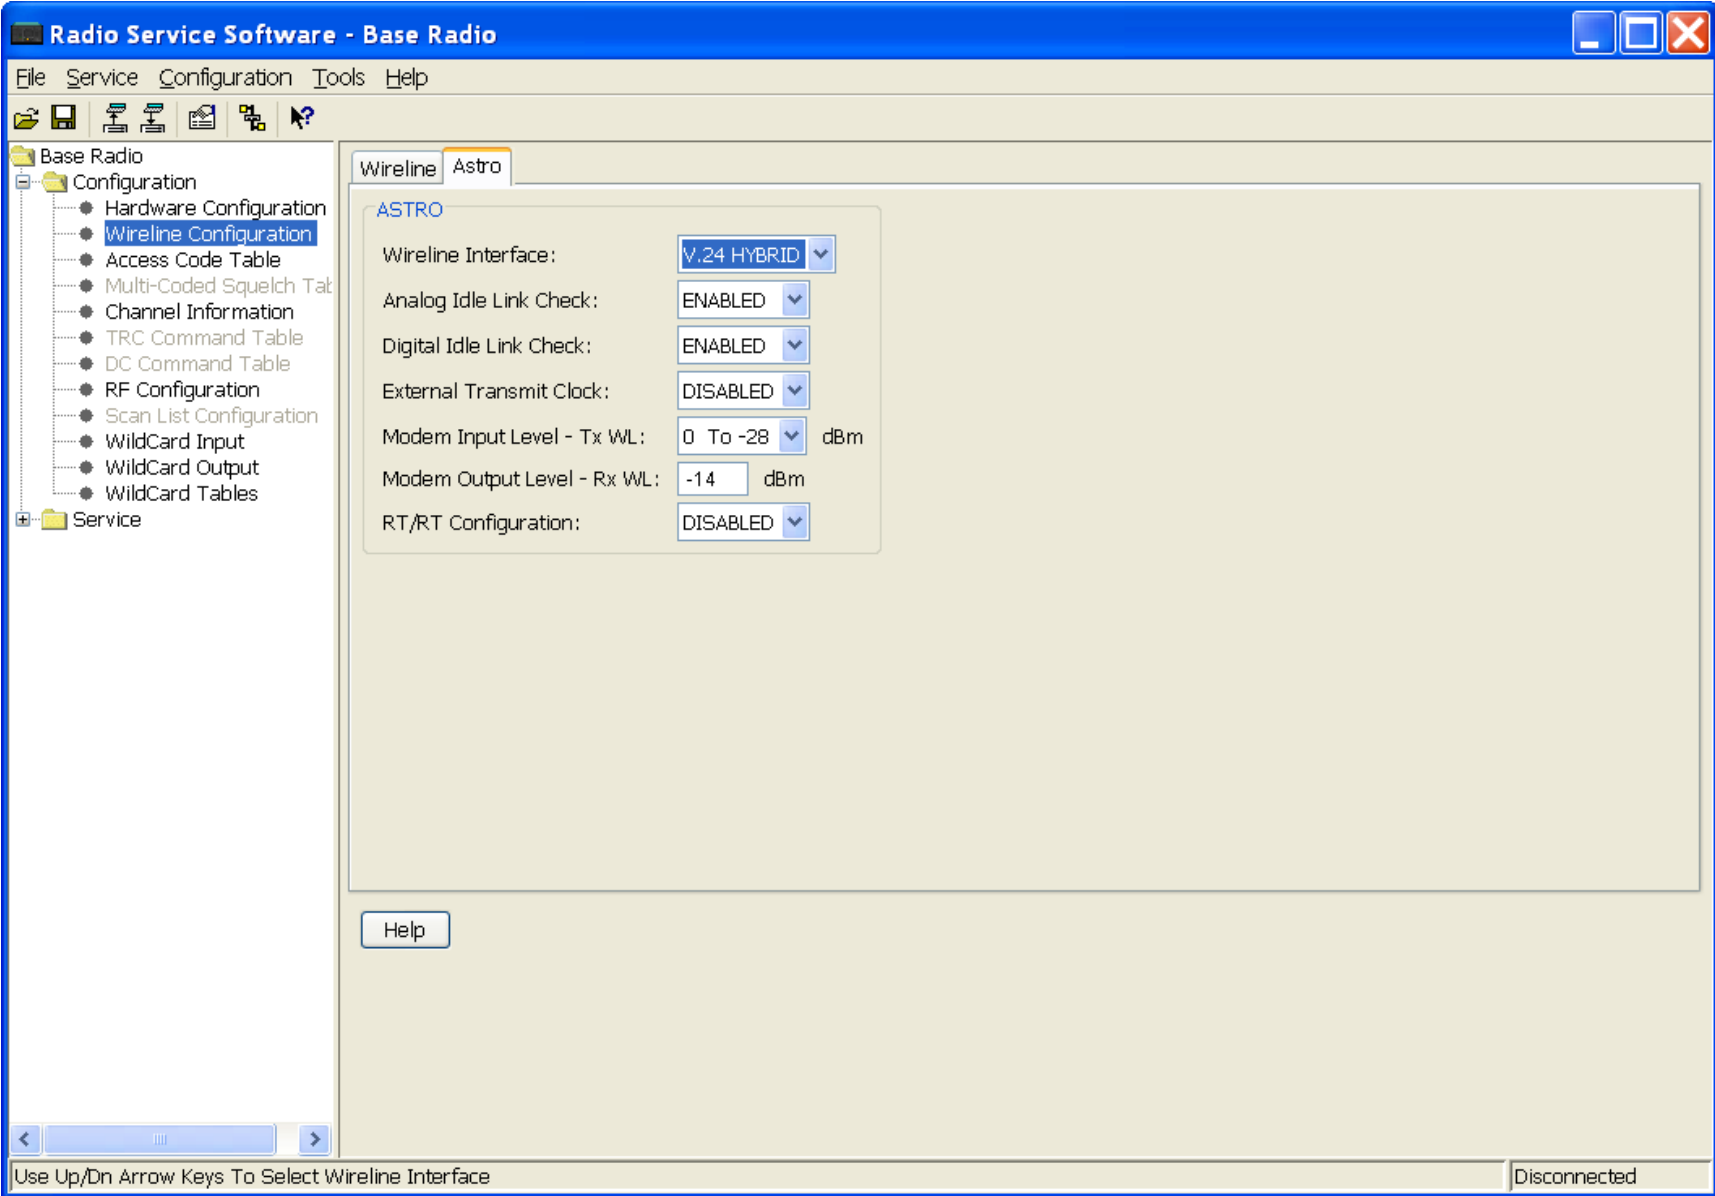 Radio Service Software - Base Radio
File Service Configuration Tools Help
Base Radio
Configuration
Hardware Configuration
Wireline Configuration
Access Code Table
Multi-Coded Squelch Tab
Channel Information
TRC Command Table
DC Command Table
RF Configuration
Scan List Configuration
WildCard Input
WildCard Output
WildCard Tables
Service
Wireline Astro
ASTRO
Wireline Interface: V.24 HYBRID
Analog Idle Link Check: ENABLED
Digital Idle Link Check: ENABLED
External Transmit Clock: DISABLED
Modem Input Level - Tx WL: 0 To -28 dBm
Modem Output Level - Rx WL: -14 dBm
RT/RT Configuration: DISABLED
Help
Use Up/Dn Arrow Keys To Select Wireline Interface
Disconnected